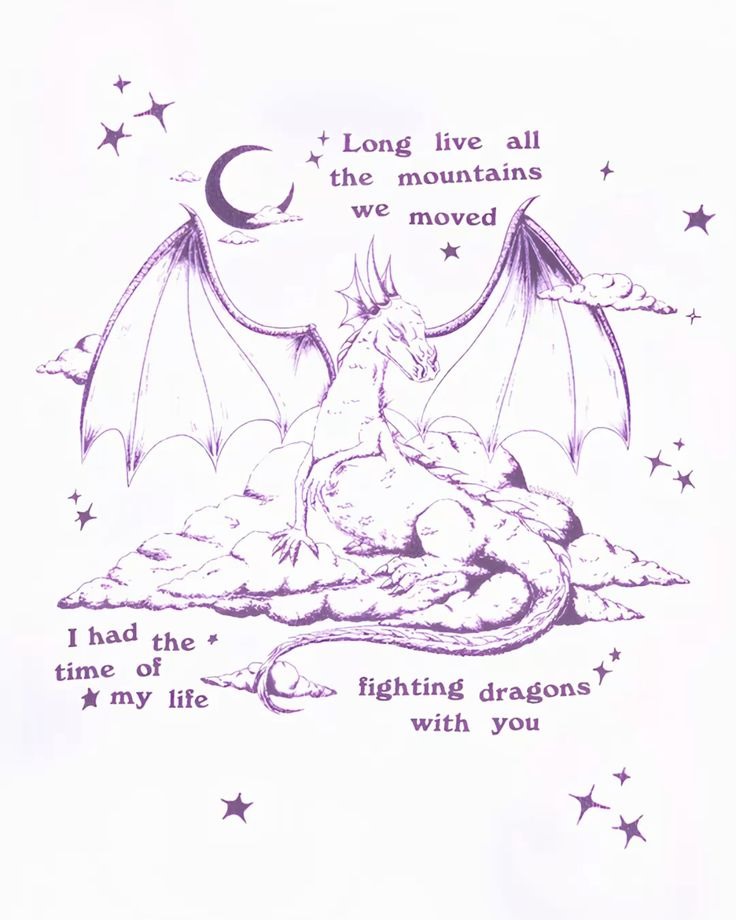 Long live all
the mountains
we moved
I had the
time of
my life
fighting dragons
with you